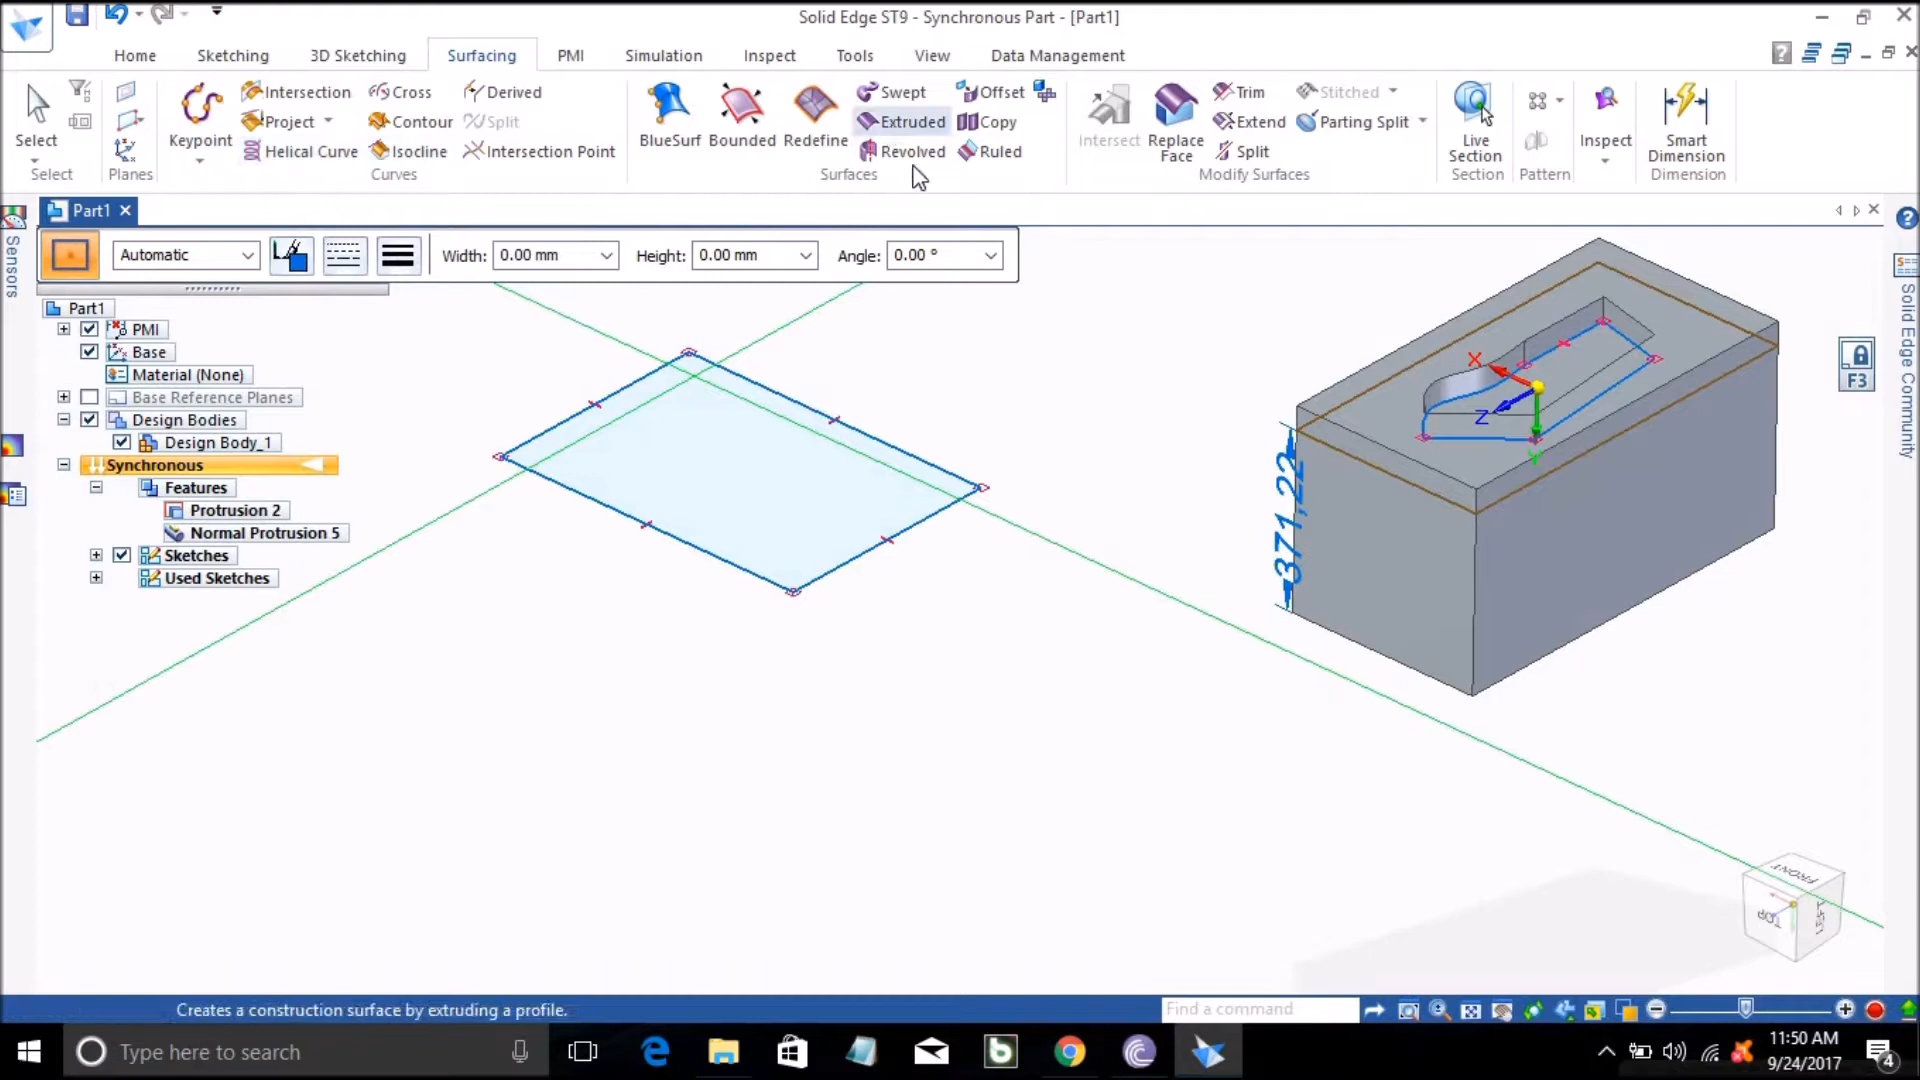 Solid Edge ST9 - Synchronous Part - [Part1]
Home Sketching 3D Sketching Surfacing PMI Simulation Inspect Tools View Data Management
Select
Select
Planes
Keypoint
Intersection
Project
Helical Curve
Cross
Contour
Isocline
Derived
Split
Intersection Point
Curves
BlueSurf
Bounded
Redefine
Swept
Extruded
Revolved
Offset
Copy
Ruled
Surfaces
Intersect
Replace
Face
Trim
Extend
Split
Stitched
Parting Split
Modify Surfaces
Live
Section
Section
Pattern
Inspect
Smart
Dimension
Dimension
Part1
Sensors
Automatic
Width: 0.00 mm
Height: 0.00 mm
Angle: 0.00 °
Part1
PMI
Base
Material (None)
Base Reference Planes
Design Bodies
Design Body_1
Synchronous
Features
Protrusion 2
Normal Protrusion 5
Sketches
Used Sketches
371,22
X
Z
Y
F3
Solid Edge Community
FRONT
TOP
LEFT
Creates a construction surface by extruding a profile.
Find a command
Type here to search
11:50 AM
9/24/2017
4